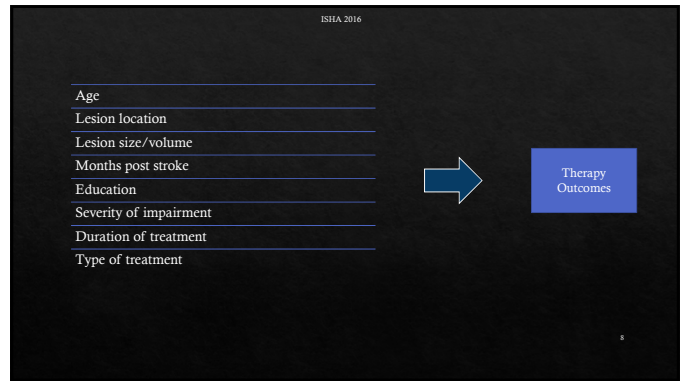 ISHA 2016
Age
Lesion location
Lesion size/volume
Months post stroke
Education
Severity of impairment
Duration of treatment
Type of treatment
Therapy
Outcomes
8